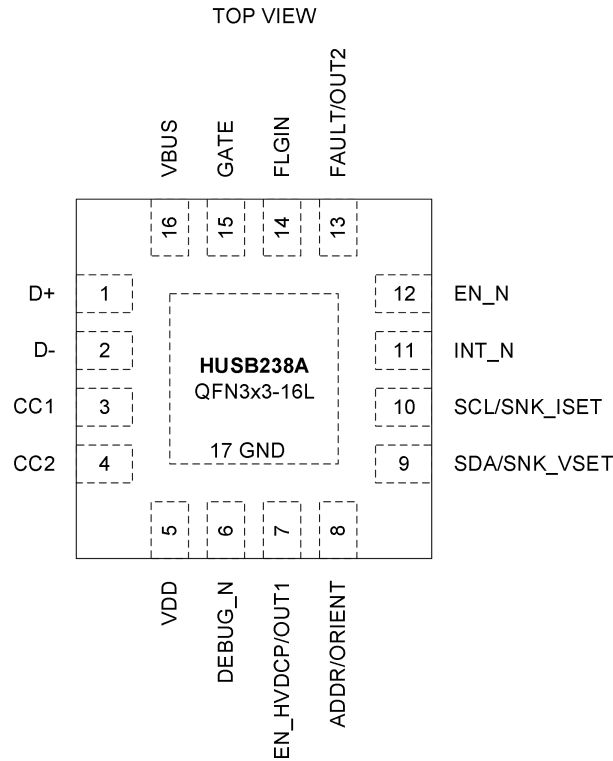 TOP VIEW
VBUS
GATE
FLGIN
FAULT/OUT2
16
15
14
13
D+ 1
12 EN_N
D- 2
11 INT_N
CC1 3
10 SCL/SNK_ISET
CC2 4
9 SDA/SNK_VSET
HUSB238A
QFN3x3-16L
17 GND
5
6
7
8
VDD
DEBUG_N
EN_HVDCP/OUT1
ADDR/ORIENT